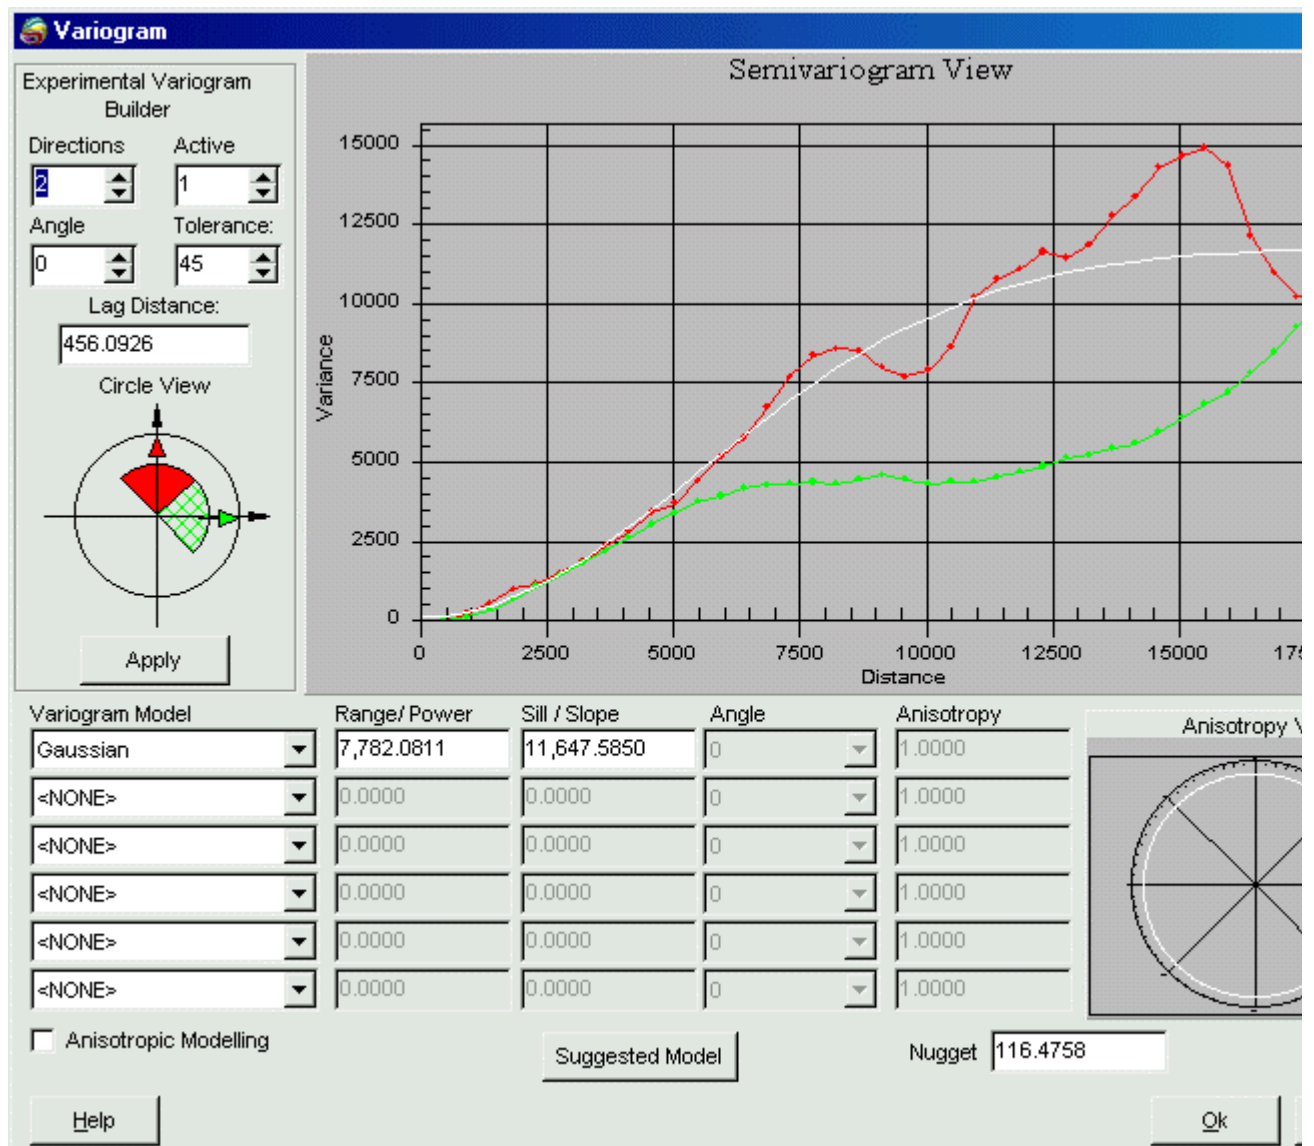 Variogram
Experimental Variogram
Builder
Directions Active
2 1
Angle Tolerance:
0 45
Lag Distance:
456.0926
Circle View
Apply
Semivariogram View
Variance
15000
12500
10000
7500
5000
2500
0
0 2500 5000 7500 10000 12500 15000 175
Distance
Variogram Model Range/ Power Sill / Slope Angle Anisotropy
Gaussian 7,782.0811 11,647.5850 0 1.0000
<NONE> 0.0000 0.0000 0 1.0000
<NONE> 0.0000 0.0000 0 1.0000
<NONE> 0.0000 0.0000 0 1.0000
<NONE> 0.0000 0.0000 0 1.0000
<NONE> 0.0000 0.0000 0 1.0000
Anisotropy V
Anisotropic Modelling
Suggested Model
Nugget 116.4758
Help
Ok